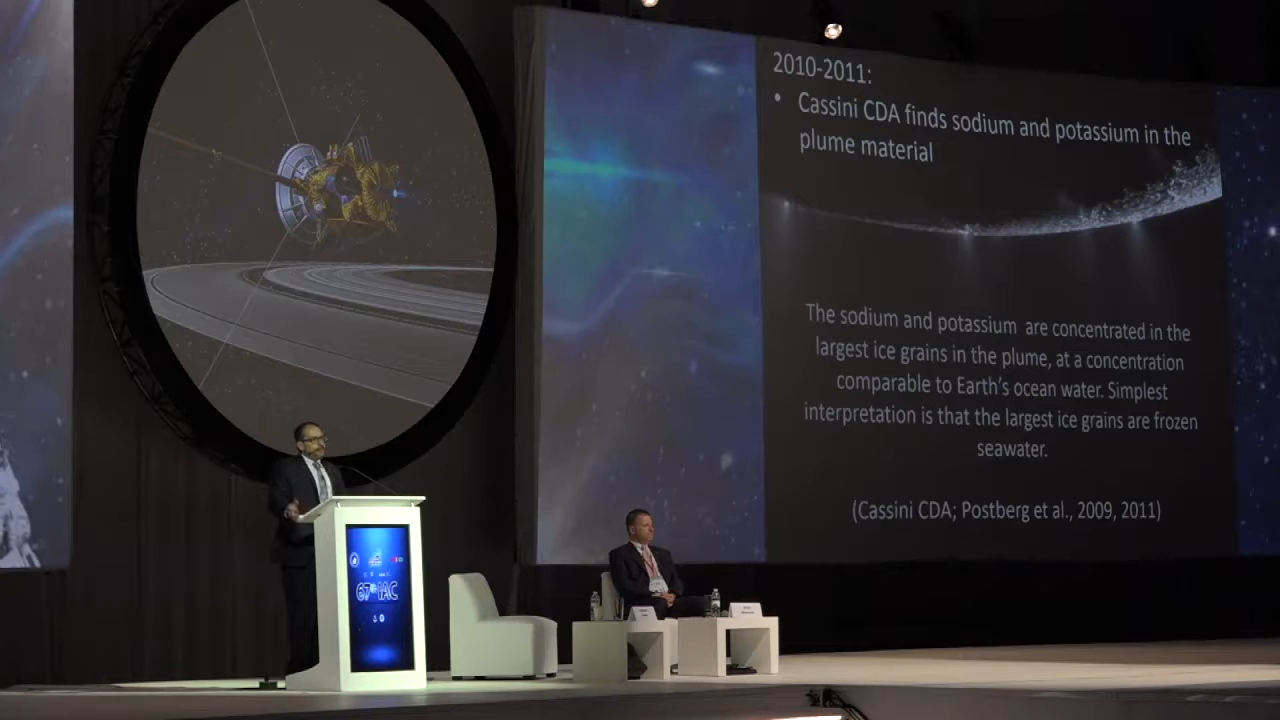 2010-2011:
• Cassini CDA finds sodium and potassium in the
plume material
The sodium and potassium are concentrated in the
largest ice grains in the plume, at a concentration
comparable to Earth's ocean water. Simplest
interpretation is that the largest ice grains are frozen
seawater.
(Cassini CDA; Postberg et al., 2009, 2011)
67th IAC